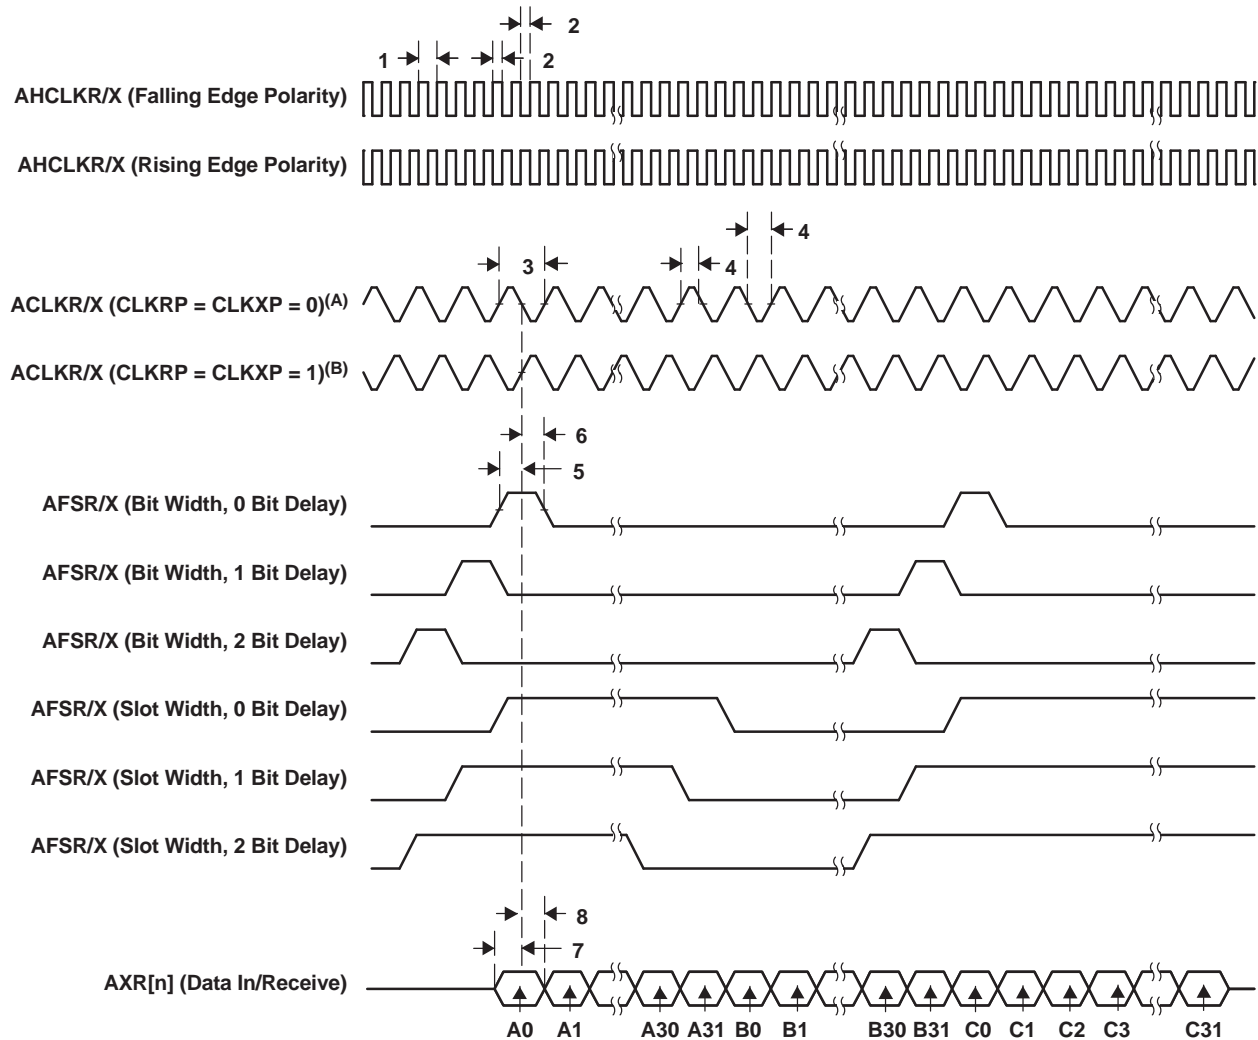 2
1
2
AHCLKR/X (Falling Edge Polarity)
AHCLKR/X (Rising Edge Polarity)
4
3
4
ACLKR/X (CLKRP = CLKXP = 0)(A)
ACLKR/X (CLKRP = CLKXP = 1)(B)
6
5
AFSR/X (Bit Width, 0 Bit Delay)
AFSR/X (Bit Width, 1 Bit Delay)
AFSR/X (Bit Width, 2 Bit Delay)
AFSR/X (Slot Width, 0 Bit Delay)
AFSR/X (Slot Width, 1 Bit Delay)
AFSR/X (Slot Width, 2 Bit Delay)
8
7
AXR[n] (Data In/Receive)
A0 A1 A30 A31 B0 B1 B30 B31 C0 C1 C2 C3 C31